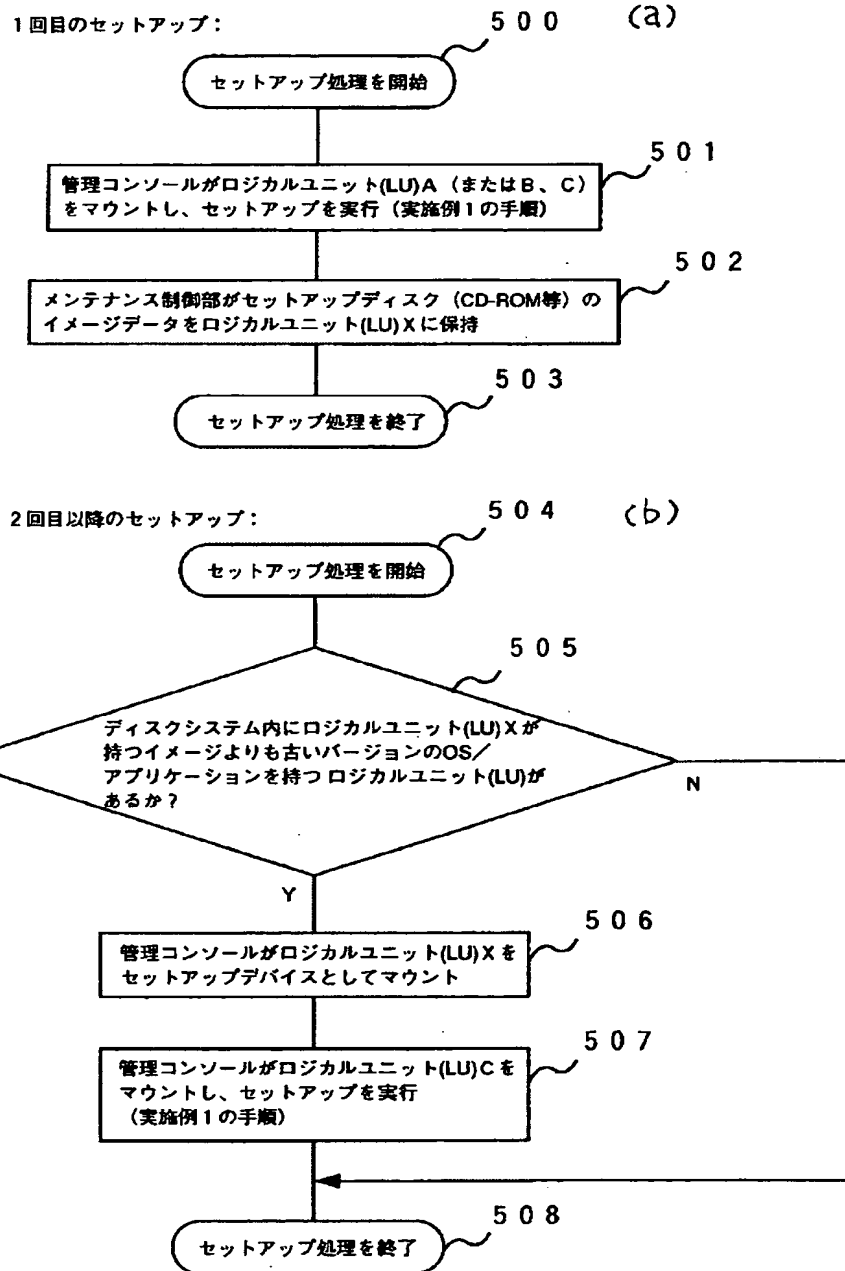 1回目のセットアップ：
500
(a)
セットアップ処理を開始
501
管理コンソールがロジカルユニット(LU)A（またはB、C）
をマウントし、セットアップを実行（実施例1の手順）
502
メンテナンス制御部がセットアップディスク（CD-ROM等）の
イメージデータをロジカルユニット(LU)Xに保持
503
セットアップ処理を終了
2回目以降のセットアップ：
504
(b)
セットアップ処理を開始
505
ディスクシステム内にロジカルユニット(LU)Xが
持つイメージよりも古いバージョンのOS／
アプリケーションを持つロジカルユニット(LU)が
あるか？
N
Y
506
管理コンソールがロジカルユニット(LU)Xを
セットアップデバイスとしてマウント
507
管理コンソールがロジカルユニット(LU)Cを
マウントし、セットアップを実行
（実施例1の手順）
508
セットアップ処理を終了